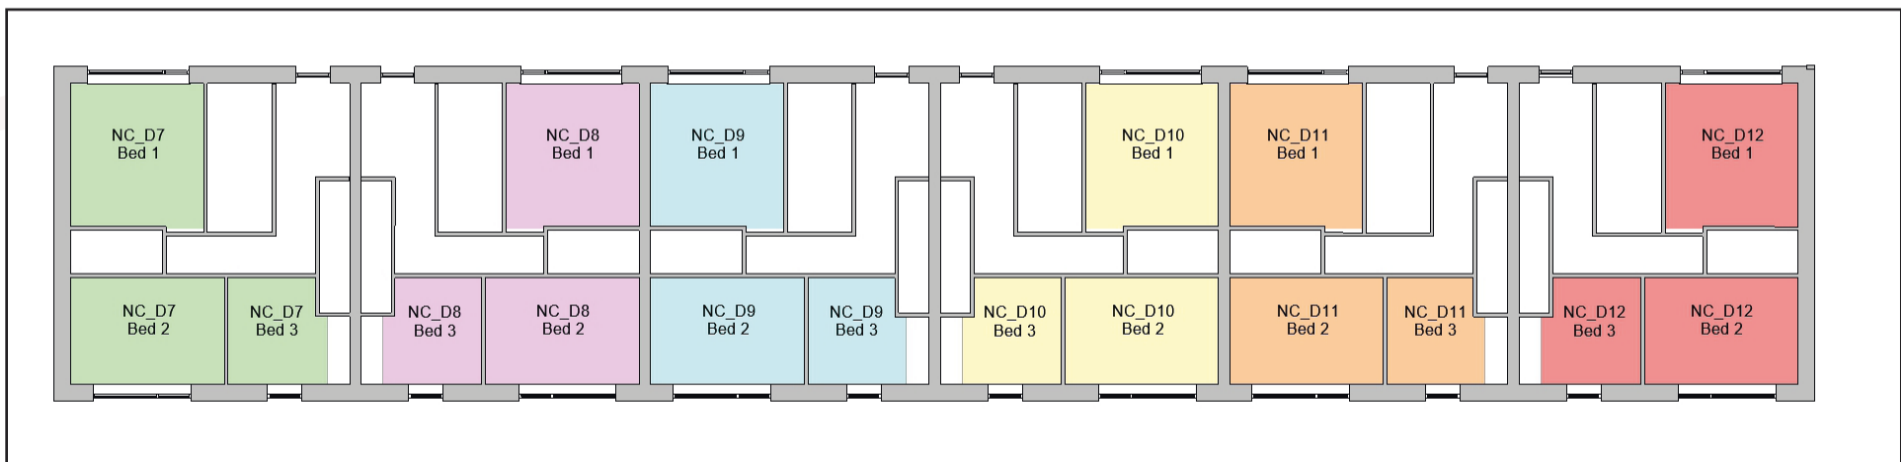 NC_D7
Bed 1
NC_D8
Bed 1
NC_D9
Bed 1
NC_D10
Bed 1
NC_D11
Bed 1
NC_D12
Bed 1
NC_D7
Bed 2
NC_D7
Bed 3
NC_D8
Bed 3
NC_D8
Bed 2
NC_D9
Bed 2
NC_D9
Bed 3
NC_D10
Bed 3
NC_D10
Bed 2
NC_D11
Bed 2
NC_D11
Bed 3
NC_D12
Bed 3
NC_D12
Bed 2